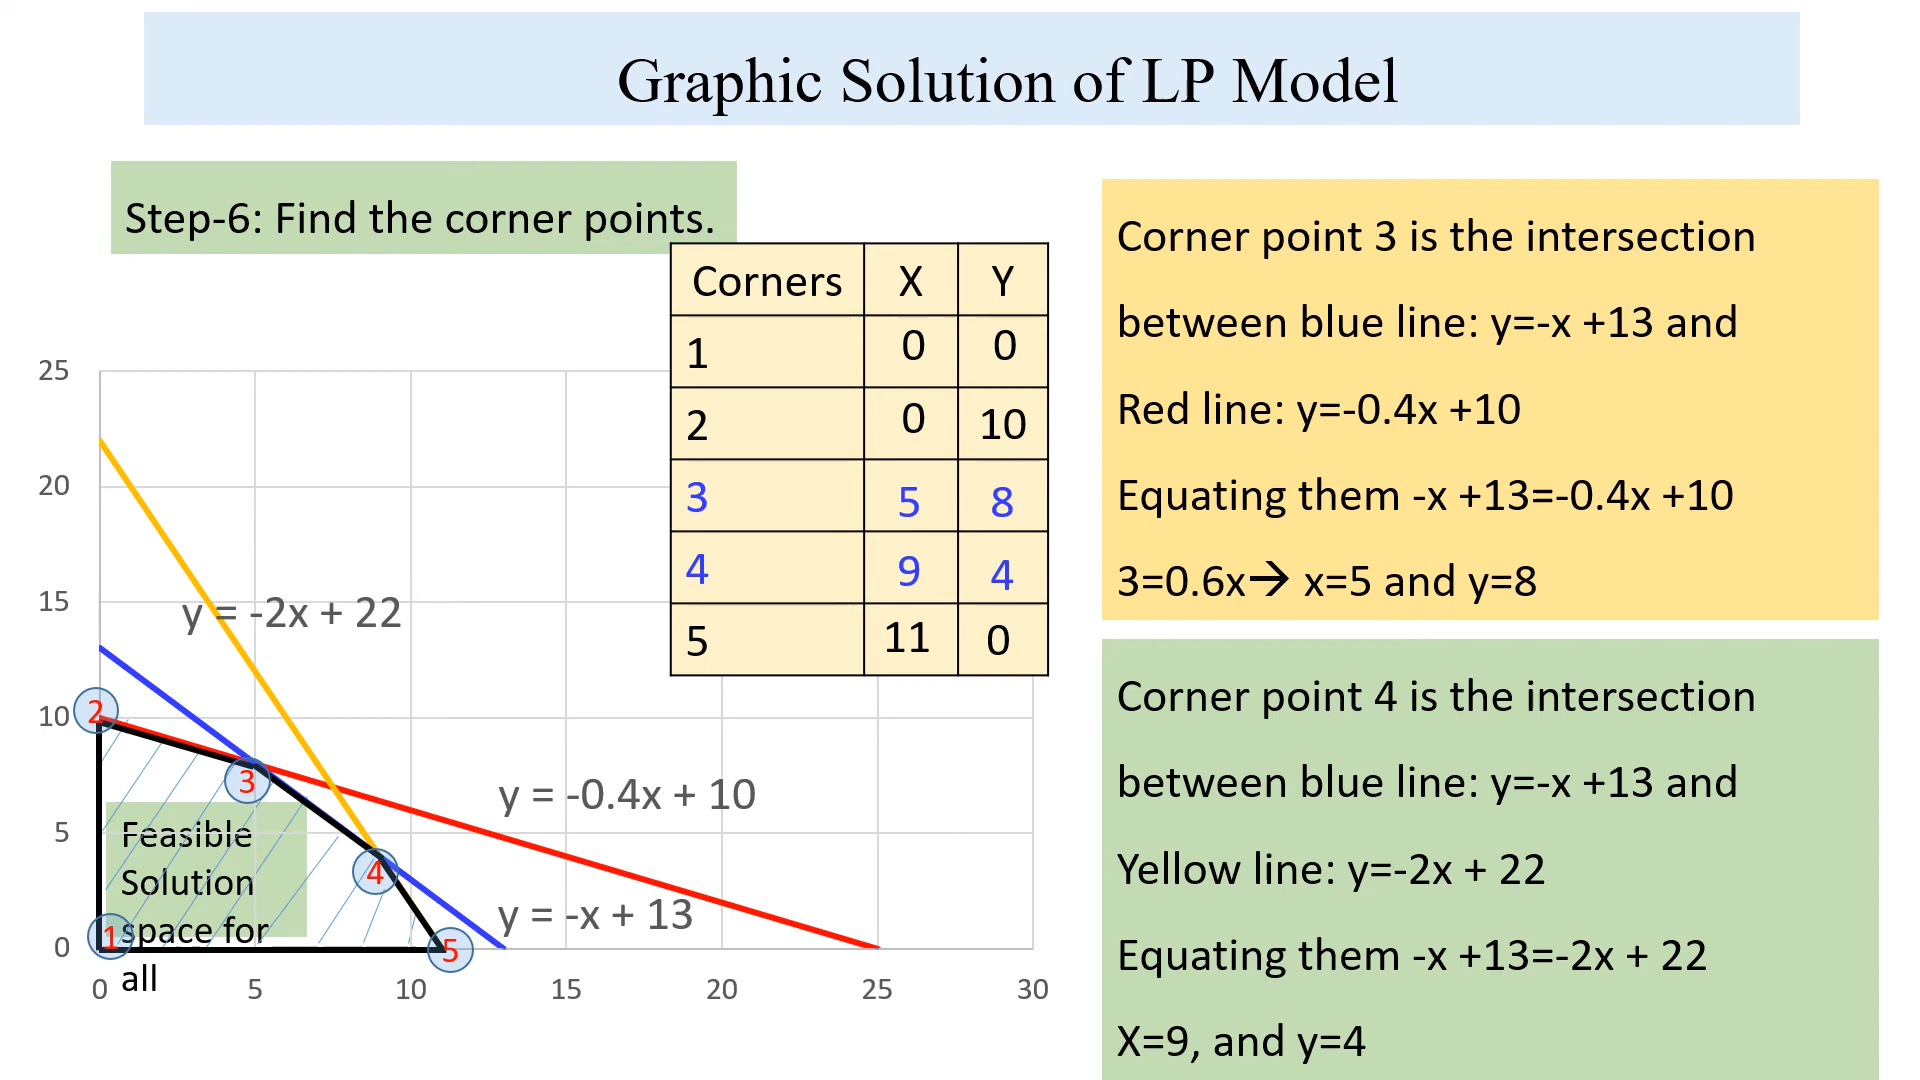 Graphic Solution of LP Model
Step-6: Find the corner points.
Corners X Y
1 0 0
2 0 10
3 5 8
4 9 4
5 11 0
25
20
15
10
5
0
0 5 10 15 20 25 30
y = -2x + 22
y = -0.4x + 10
y = -x + 13
2
3
4
1
5
Feasible
Solution
space for
all
Corner point 3 is the intersection
between blue line: y=-x +13 and
Red line: y=-0.4x +10
Equating them -x +13=-0.4x +10
3=0.6x→ x=5 and y=8
Corner point 4 is the intersection
between blue line: y=-x +13 and
Yellow line: y=-2x + 22
Equating them -x +13=-2x + 22
X=9, and y=4